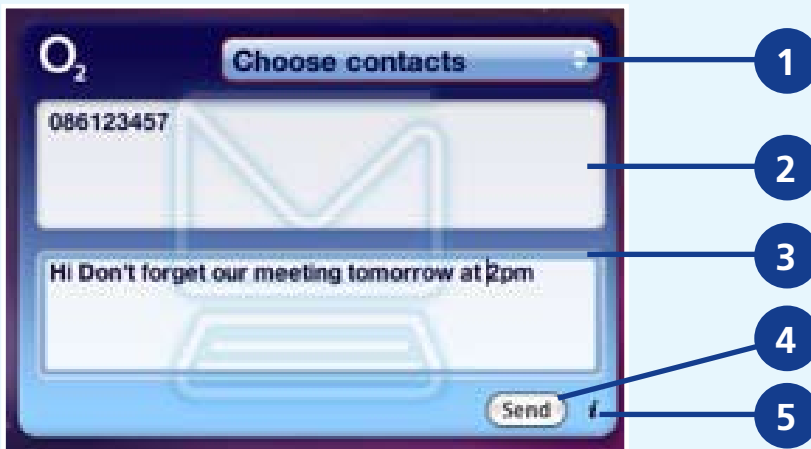 O2
Choose contacts
1
086123457
2
3
Hi Don't forget our meeting tomorrow at 2pm
4
Send
i
5